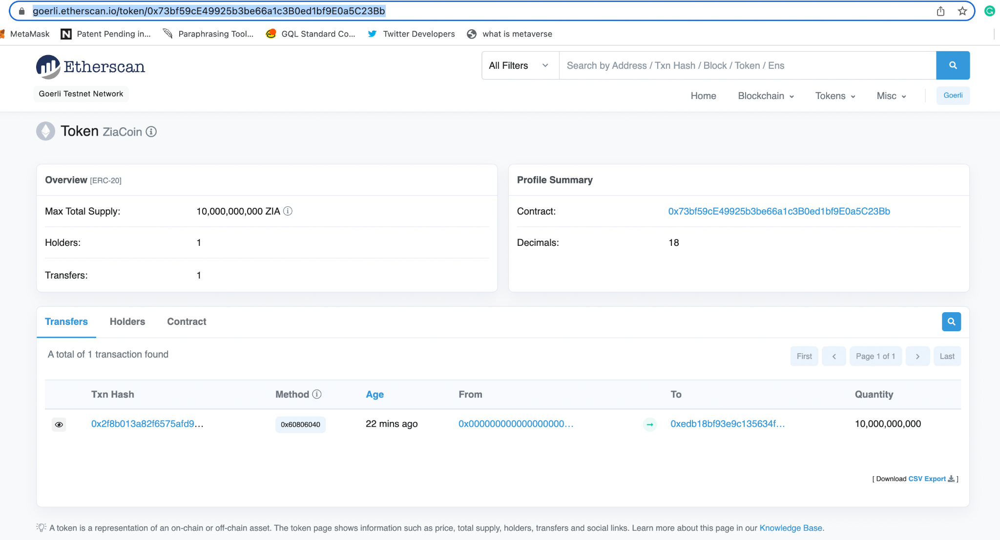 goerli.etherscan.io/token/0x73bf59cE49925b3be66a1c3B0ed1bf9E0a5C23Bb
MetaMask Patent Pending in... Paraphrasing Tool... GQL Standard Co... Twitter Developers what is metaverse
Etherscan
All Filters Search by Address / Txn Hash / Block / Token / Ens
Goerli Testnet Network
Home Blockchain Tokens Misc Goerli
Token ZiaCoin
Overview [ERC-20]
Max Total Supply: 10,000,000,000 ZIA
Holders: 1
Transfers: 1
Profile Summary
Contract: 0x73bf59cE49925b3be66a1c3B0ed1bf9E0a5C23Bb
Decimals: 18
Transfers Holders Contract
A total of 1 transaction found
First < Page 1 of 1 > Last
Txn Hash Method Age From To Quantity
0x2f8b013a82f6575afd9... 0x60806040 22 mins ago 0x000000000000000000... 0xedb18bf93e9c135634f... 10,000,000,000
[ Download CSV Export ]
A token is a representation of an on-chain or off-chain asset. The token page shows information such as price, total supply, holders, transfers and social links. Learn more about this page in our Knowledge Base.